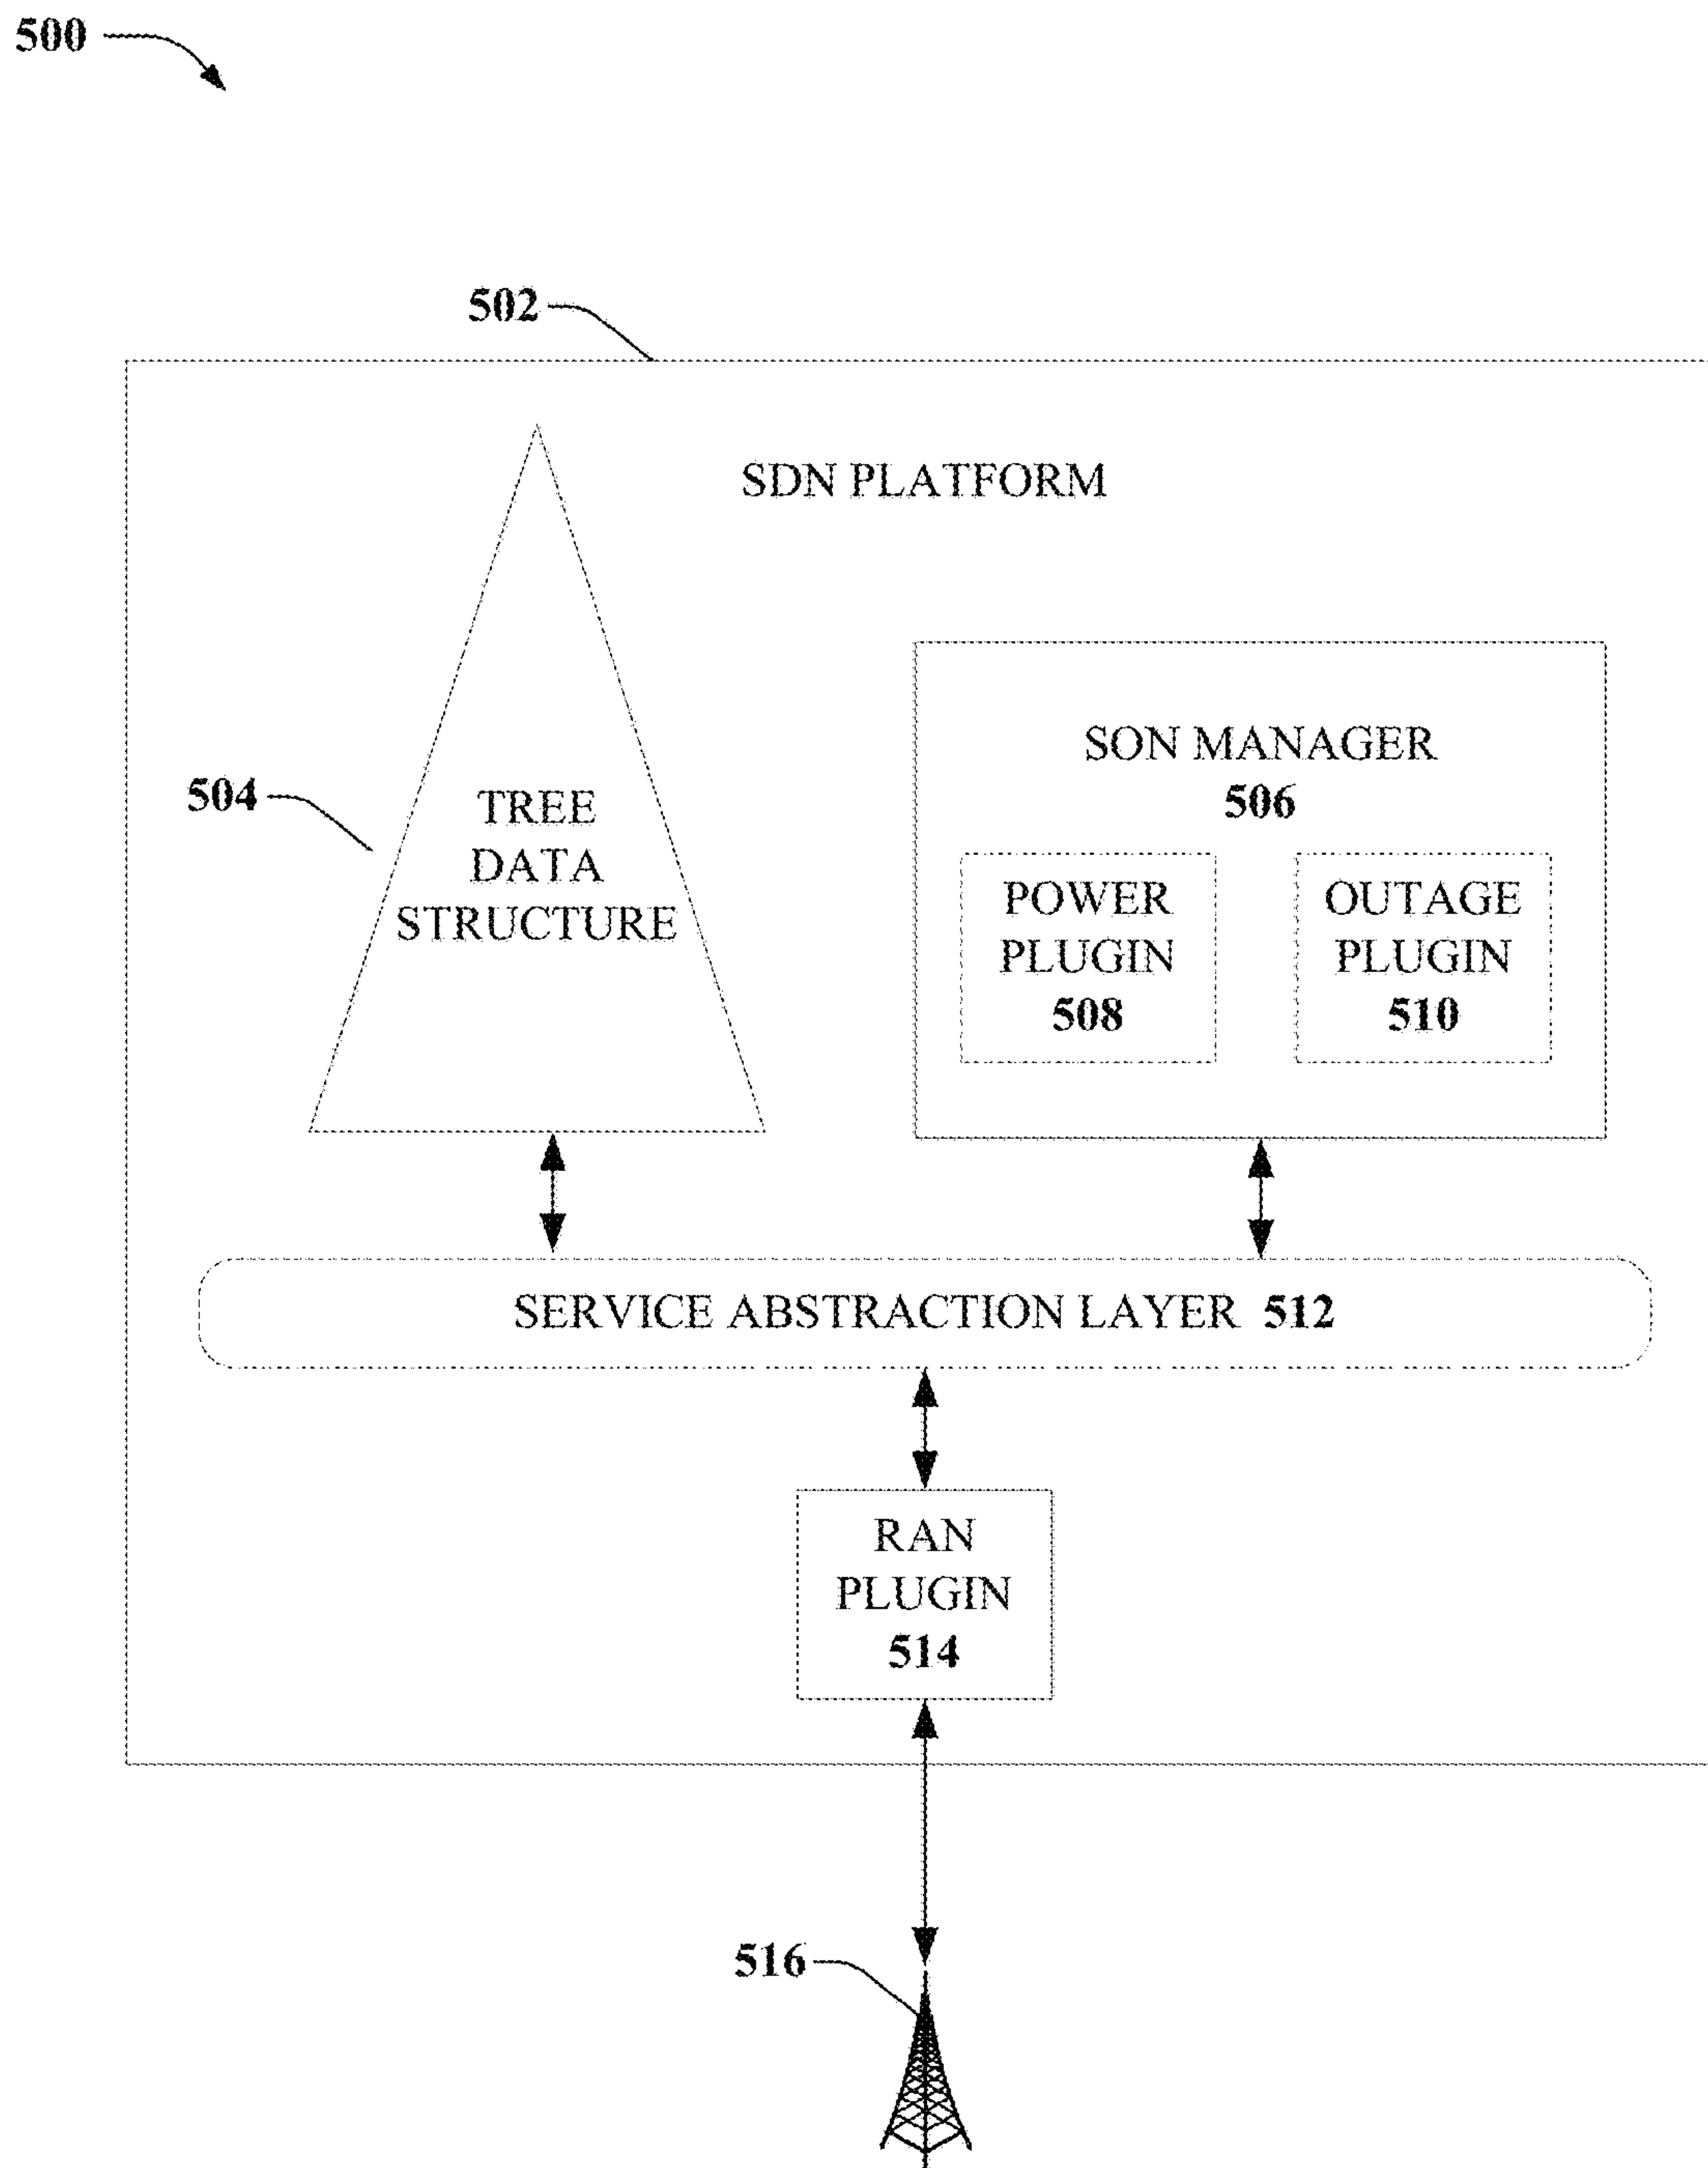 500
502
SDN PLATFORM
504
TREE
DATA
STRUCTURE
SON MANAGER
506
POWER
PLUGIN
508
OUTAGE
PLUGIN
510
SERVICE ABSTRACTION LAYER 512
RAN
PLUGIN
514
516